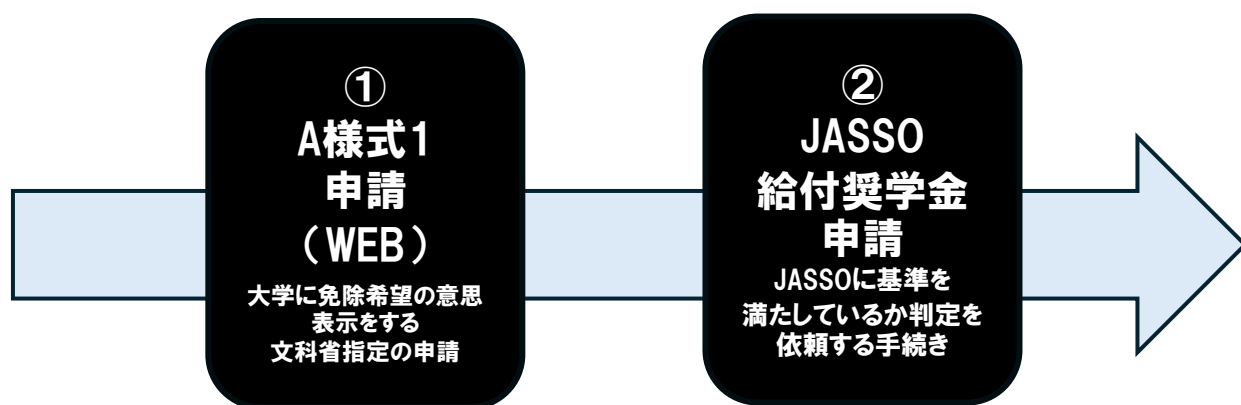 ①
A様式1
申請
（WEB）
大学に免除希望の意思
表示をする
文科省指定の申請
②
JASSO
給付奨学金
申請
JASSOに基準を
満たしているか判定を
依頼する手続き